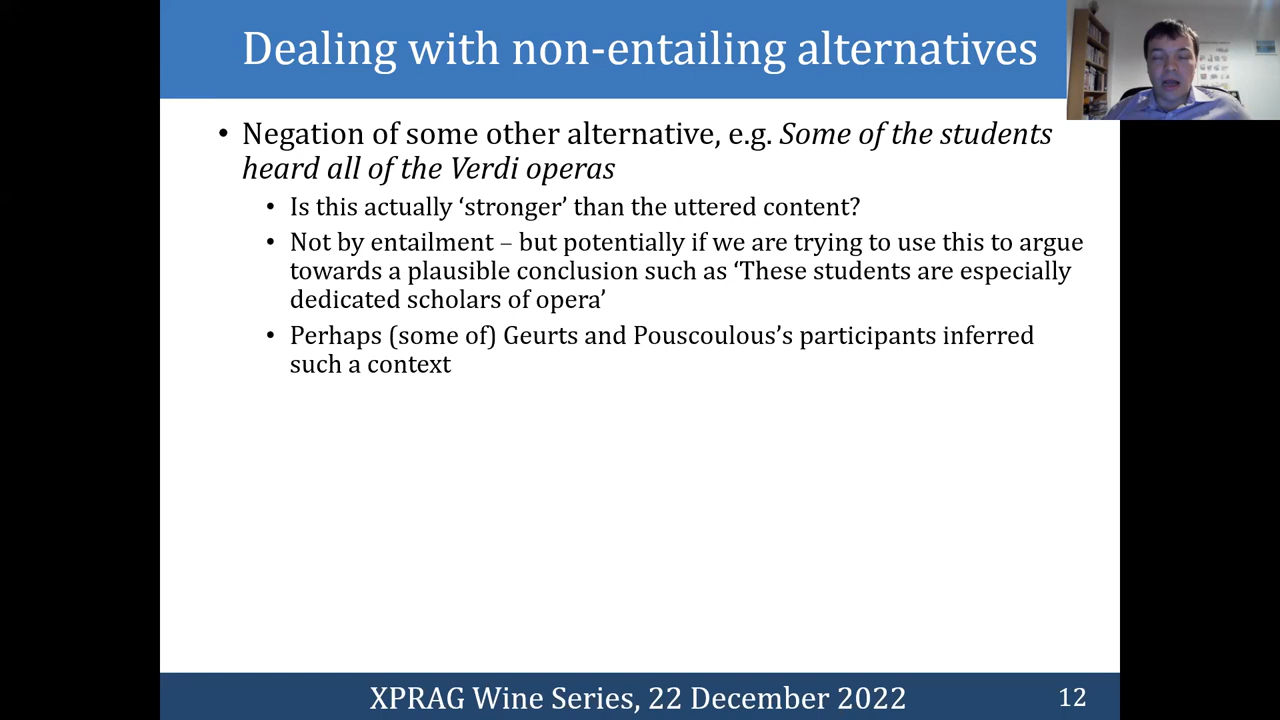 Dealing with non-entailing alternatives
• Negation of some other alternative, e.g. Some of the students
heard all of the Verdi operas
• Is this actually ‘stronger’ than the uttered content?
• Not by entailment – but potentially if we are trying to use this to argue
towards a plausible conclusion such as ‘These students are especially
dedicated scholars of opera’
• Perhaps (some of) Geurts and Pouscoulous’s participants inferred
such a context
XPRAG Wine Series, 22 December 2022
12